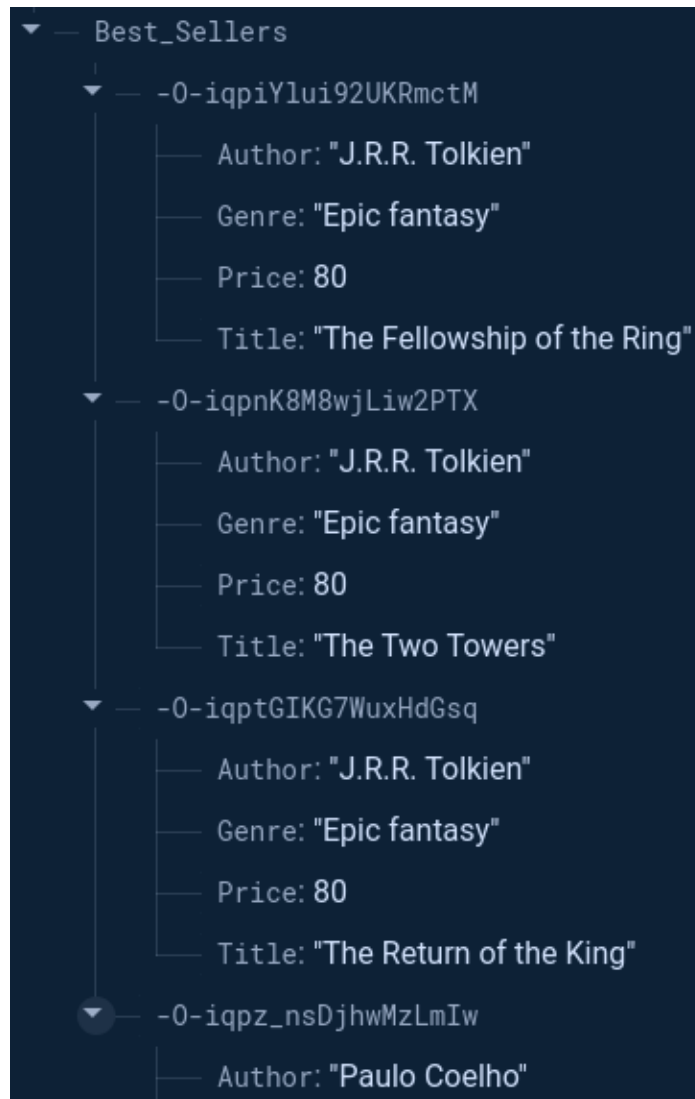 Best_Sellers
-O-iqpiYlui92UKRmctM
Author: "J.R.R. Tolkien"
Genre: "Epic fantasy"
Price: 80
Title: "The Fellowship of the Ring"
-O-iqpnK8M8wjLiw2PTX
Author: "J.R.R. Tolkien"
Genre: "Epic fantasy"
Price: 80
Title: "The Two Towers"
-O-iqptGIKG7WuxHdGsq
Author: "J.R.R. Tolkien"
Genre: "Epic fantasy"
Price: 80
Title: "The Return of the King"
-O-iqpz_nsDjhwMzLmIw
Author: "Paulo Coelho"